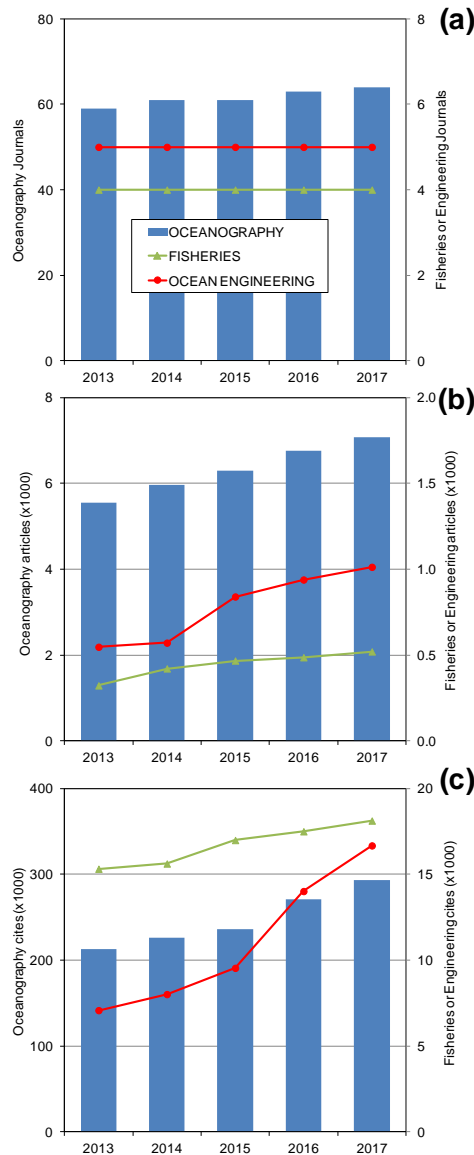 (a)
80
60
40
20
0
8
6
4
2
0
Oceanography Journals
Fisheries or Engineering Journals
OCEANOGRAPHY
FISHERIES
OCEAN ENGINEERING
2013 2014 2015 2016 2017
(b)
8
6
4
2
0
2.0
1.5
1.0
0.5
0.0
Oceanography articles (x1000)
Fisheries or Engineering articles (x1000)
2013 2014 2015 2016 2017
(c)
400
300
200
100
0
20
15
10
5
0
Oceanography cites (x1000)
Fisheries or Engineering cites (x1000)
2013 2014 2015 2016 2017